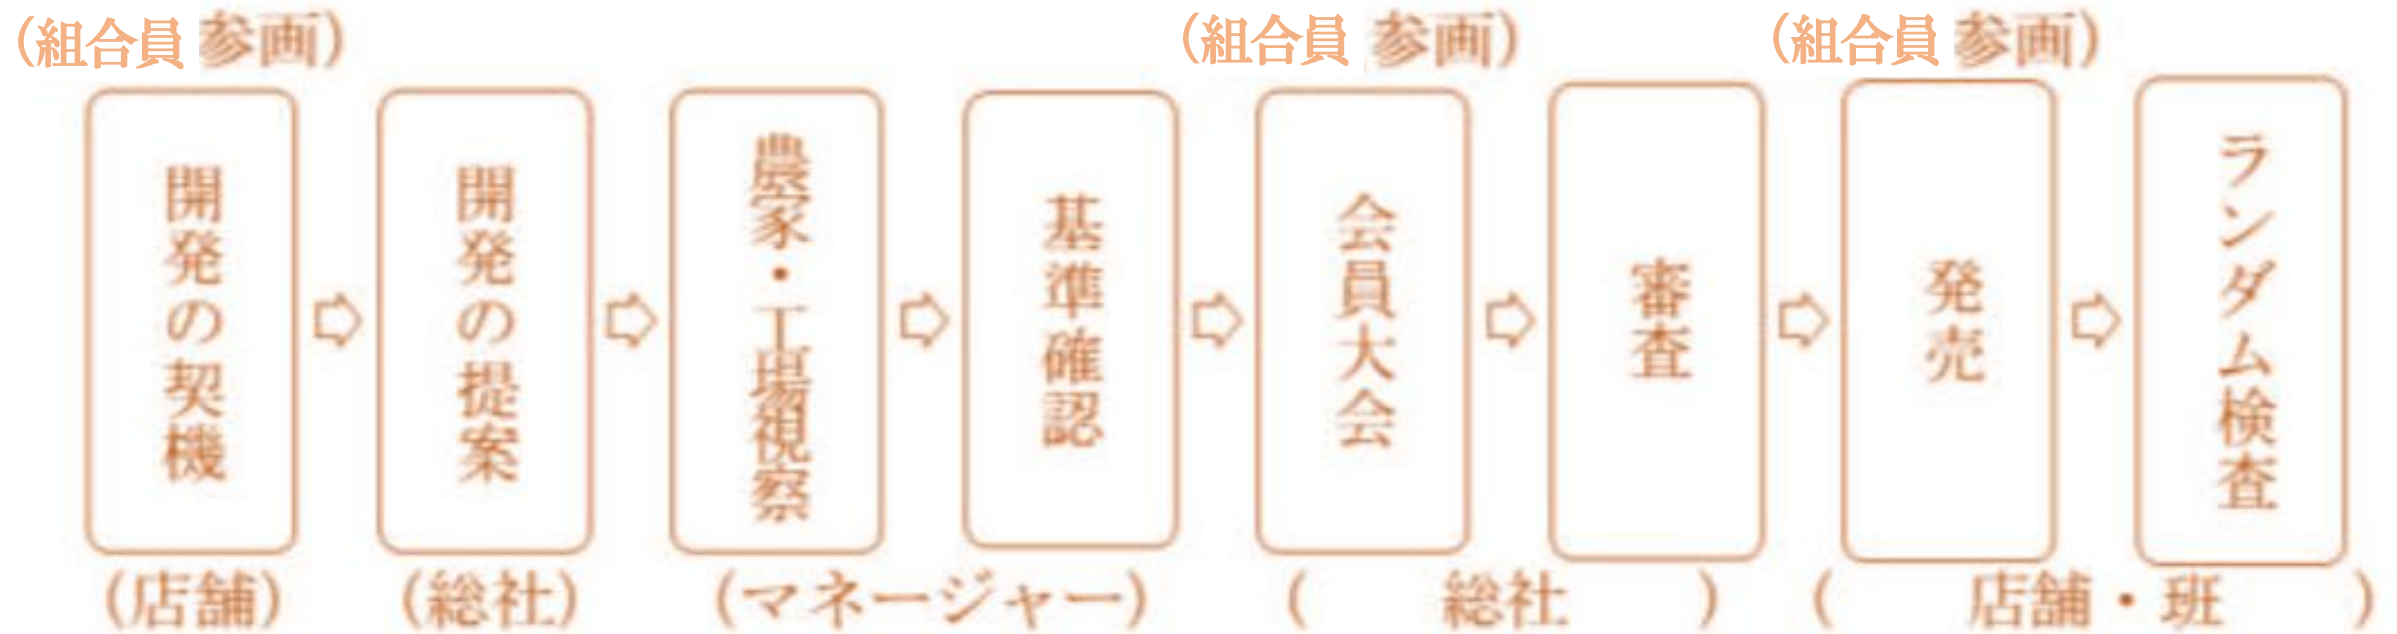 (組合員 参画)
(組合員 参画)
(組合員 参画)
開発の契機
開発の提案
農家・工場視察
基準確認
会員大会
審査
発売
ランダム検査
(店舗)
(総社)
(マネージャー)
( 総社 )
( 店舗・班 )